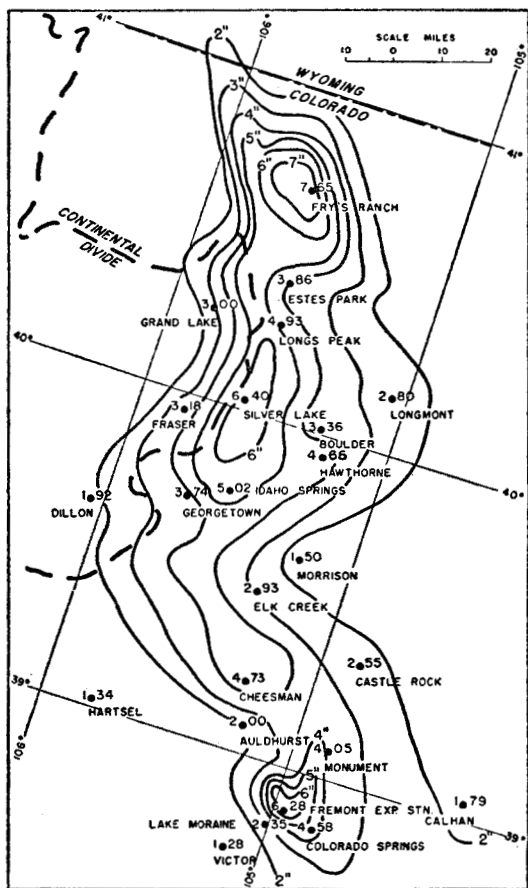 41°
2"
106°
SCALE MILES
10 0 10 20
105°
WYOMING
COLORADO
3"
4"
5"
6"
7"
7.65
FRY'S RANCH
41°
CONTINENTAL
DIVIDE
3.86
ESTES PARK
3.00
GRAND LAKE
4.93
LONGS PEAK
40°
6.40
SILVER LAKE
3.18
FRASER
2.80
LONGMONT
3.36
BOULDER
4.66
HAWTHORNE
6"
40°
1.92
DILLON
3.74
GEORGETOWN
5.02 IDAHO SPRINGS
1.50
MORRISON
2.93
ELK CREEK
2.55
CASTLE ROCK
39°
4.73
CHEESMAN
1.34
HARTSEL
2.00
AULDHURST
106°
4"
4.05
MONUMENT
5"
6"
6.28 FREMONT EXP. STN.
1.79
CALHAN
2"
39°
LAKE MORAINE 2.35
4.58
COLORADO SPRINGS
1.28
VICTOR
105°
2"